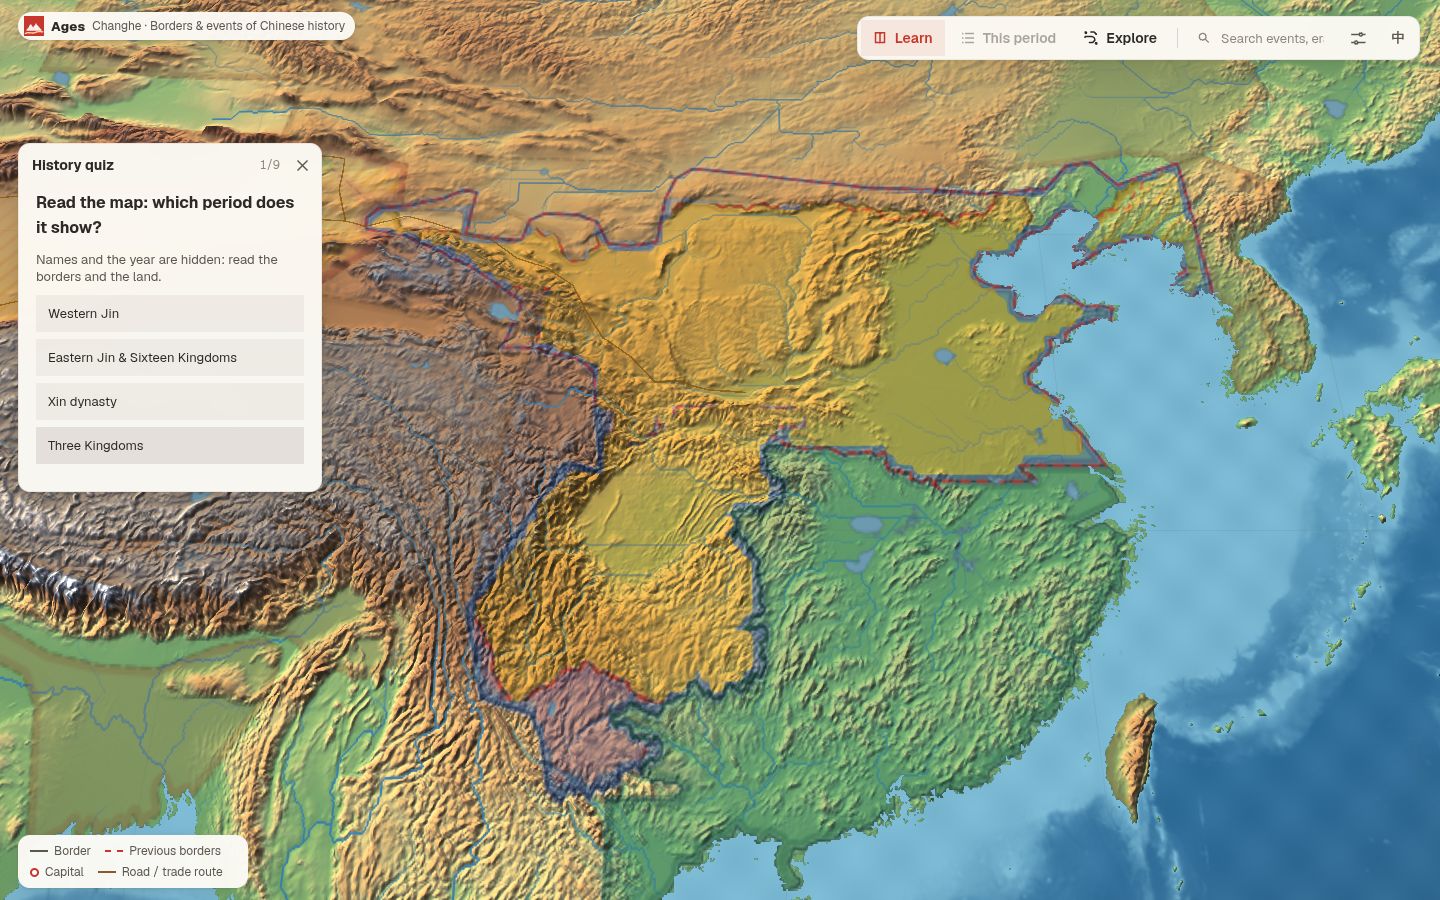 Ages Changhe · Borders & events of Chinese history
Learn
This period
Explore
Search events, er
中
History quiz
1/9
Read the map: which period does
it show?
Names and the year are hidden: read the
borders and the land.
Western Jin
Eastern Jin & Sixteen Kingdoms
Xin dynasty
Three Kingdoms
Border
Previous borders
Capital
Road / trade route